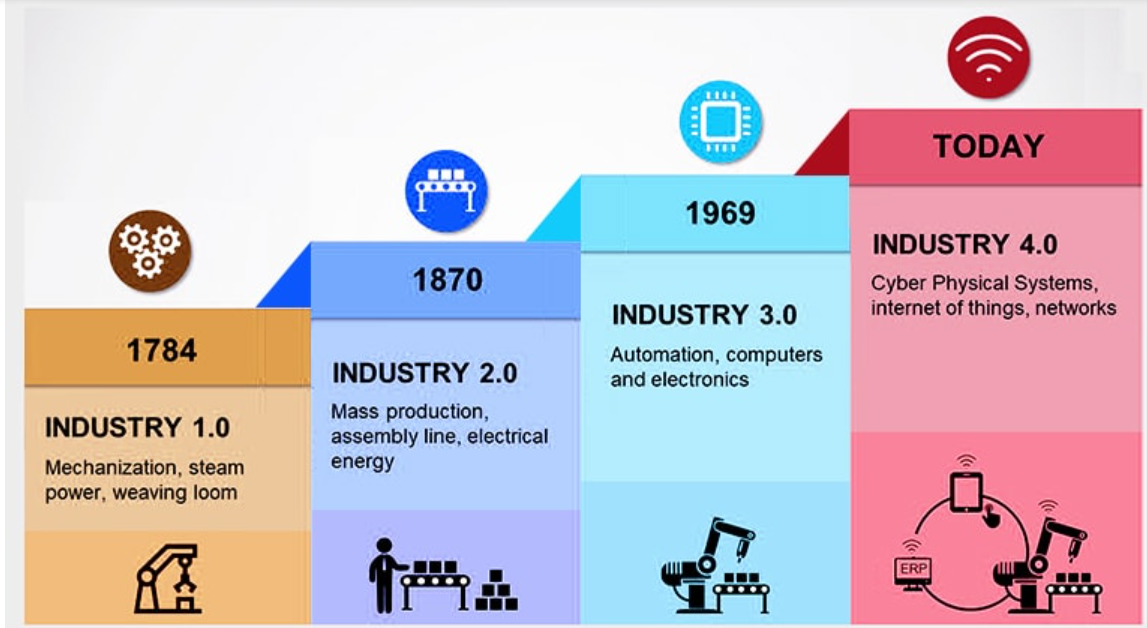 1784
INDUSTRY 1.0
Mechanization, steam
power, weaving loom
1870
INDUSTRY 2.0
Mass production,
assembly line, electrical
energy
1969
INDUSTRY 3.0
Automation, computers
and electronics
TODAY
INDUSTRY 4.0
Cyber Physical Systems,
internet of things, networks
ERP